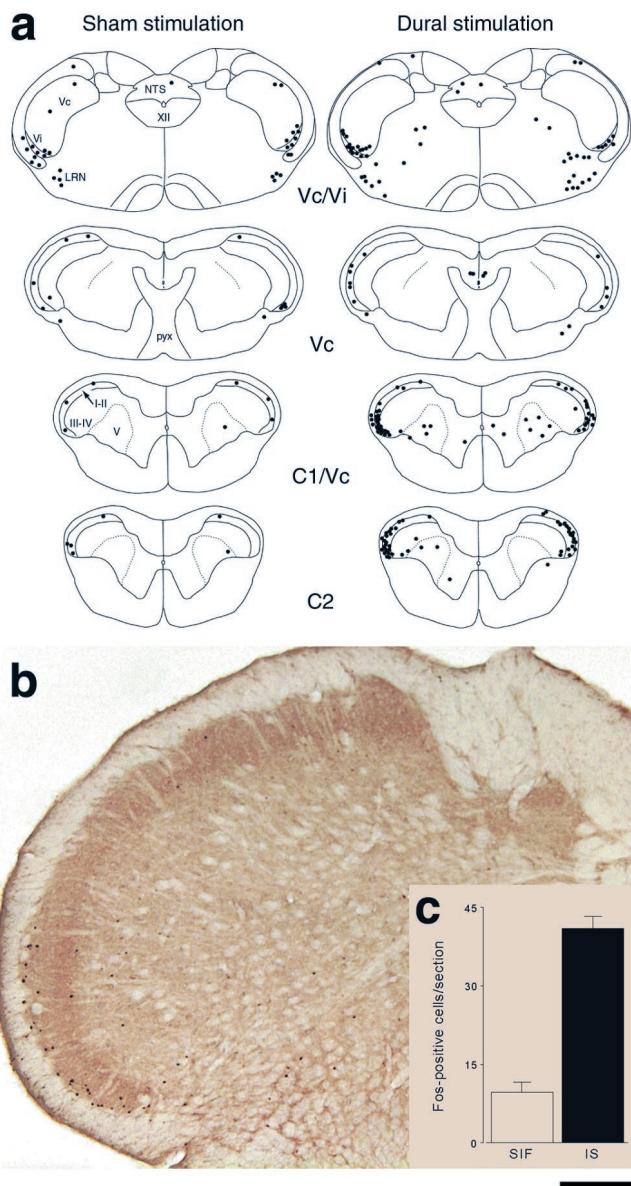 a
Sham stimulation
Dural stimulation
NTS
Vc
XII
Vi
LRN
Vc/Vi
pyx
Vc
I-II
III-IV
V
C1/Vc
C2
b
c
45
30
15
0
Fos-positive cells/section
SIF
IS